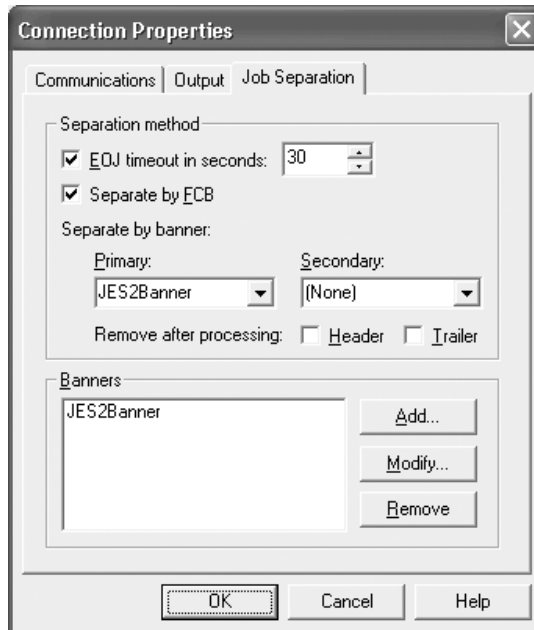 Connection Properties
Communications Output Job Separation
Separation method
EOJ timeout in seconds: 30
Separate by FCB
Separate by banner:
Primary: Secondary:
JES2Banner (None)
Remove after processing: Header Trailer
Banners
JES2Banner
Add...
Modify...
Remove
OK Cancel Help